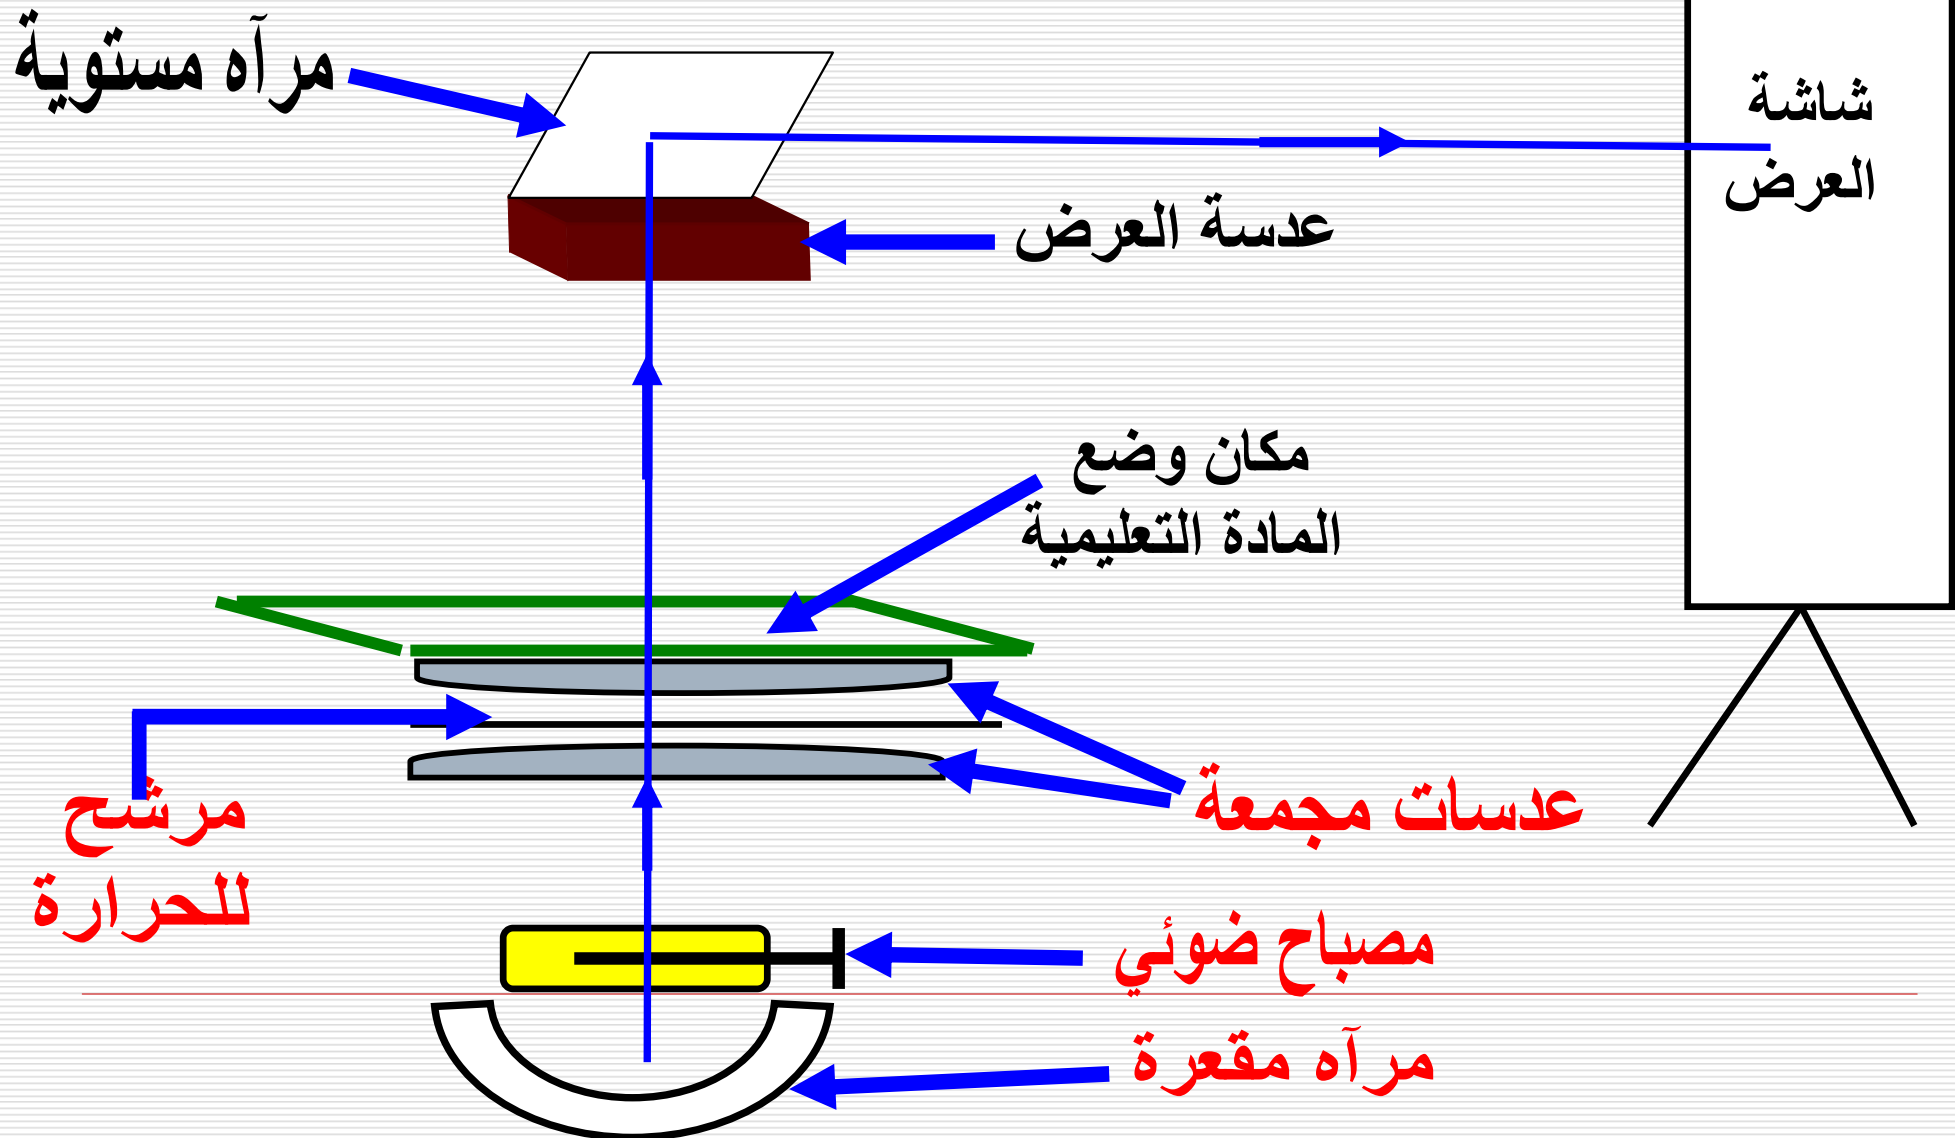 مرآه مستوية
شاشة
العرض
عدسة العرض
مكان وضع
المادة التعليمية
عدسات مجمعة
مرشح
للحرارة
مصباح ضوئي
مرآه مقعرة